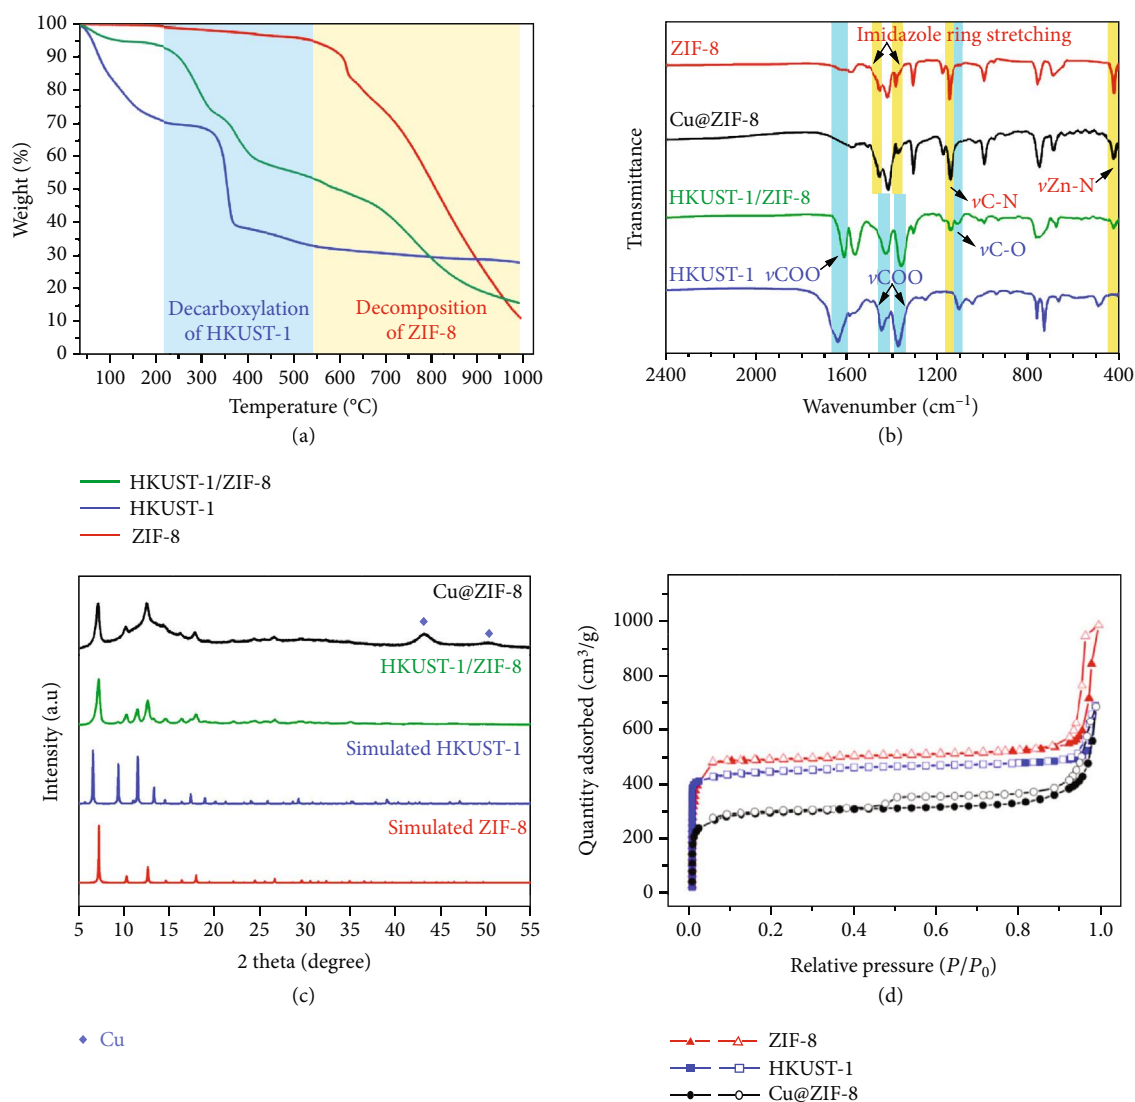 100
90
80
70
60
50
40
30
20
10
0
Weight (%)
Decarboxylation
of HKUST-1
Decomposition
of ZIF-8
100 200 300 400 500 600 700 800 900 1000
Temperature (°C)
(a)
HKUST-1/ZIF-8
HKUST-1
ZIF-8
Transmittance
Imidazole ring stretching
ZIF-8
Cu@ZIF-8
νZn-N
νC-N
HKUST-1/ZIF-8
νC-O
νCOO
νCOO
HKUST-1
2400 2000 1600 1200 800 400
Wavenumber (cm⁻¹)
(b)
Intensity (a.u)
Cu@ZIF-8
HKUST-1/ZIF-8
Simulated HKUST-1
Simulated ZIF-8
5 10 15 20 25 30 35 40 45 50 55
2 theta (degree)
(c)
Cu
1000
800
600
400
200
0
Quantity adsorbed (cm³/g)
0.0 0.2 0.4 0.6 0.8 1.0
Relative pressure (P/P₀)
(d)
ZIF-8
HKUST-1
Cu@ZIF-8